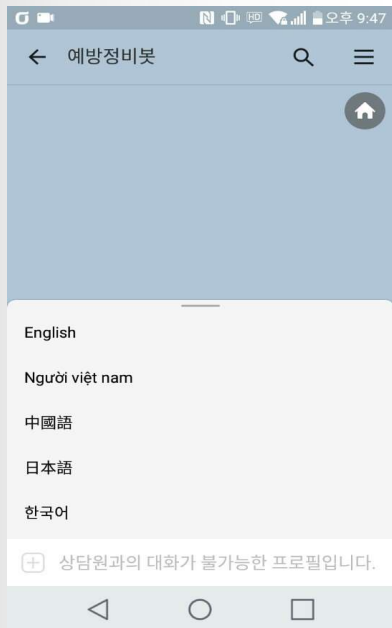 오후 9:47
예방정비봇
English
Người việt nam
中國語
日本語
한국어
상담원과의 대화가 불가능한 프로필입니다.